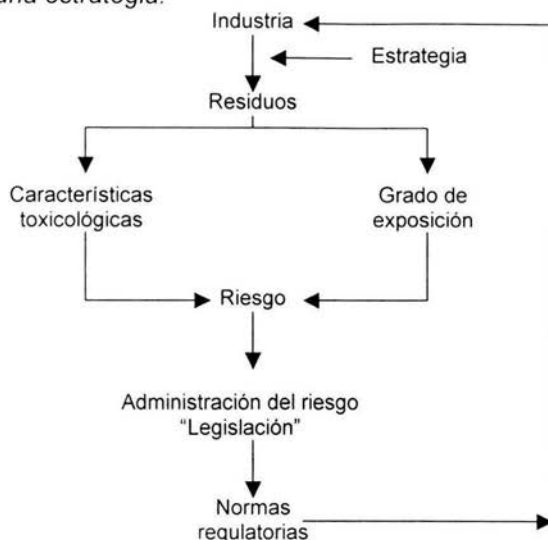 una estrategia.
Industria
Estrategia
Residuos
Características
toxicológicas
Grado de
exposición
Riesgo
Administración del riesgo
“Legislación”
Normas
regulatorias